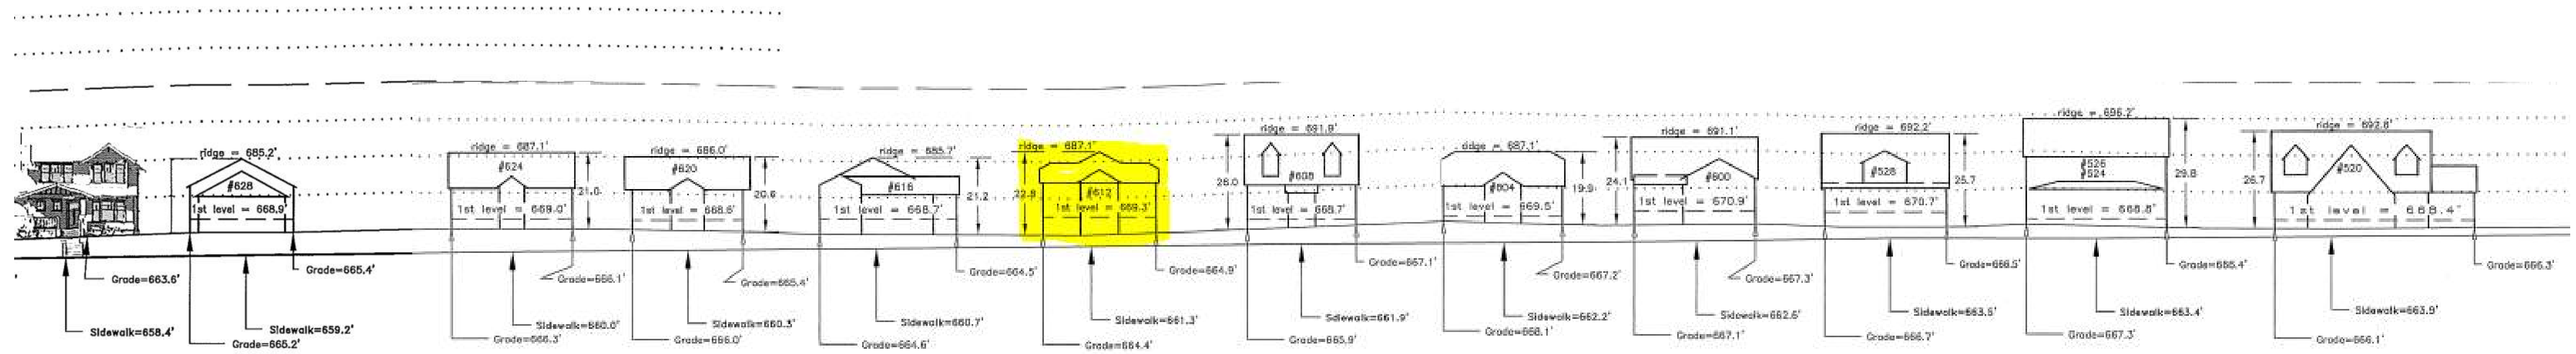 ridge = 685.2'
#628
1st level = 668.9'
Grade=663.6'
Grade=665.4'
Sidewalk=658.4'
Sidewalk=659.2'
Grade=665.2'
ridge = 687.1'
#624
21.0
1st level = 669.0'
Grade=666.1'
Sidewalk=660.0'
Grade=666.3'
ridge = 686.0'
#620
20.6
1st level = 668.6'
Grade=665.4'
Sidewalk=660.3'
Grade=666.0'
ridge = 685.7'
#616
21.2
1st level = 668.7'
Grade=664.5'
Sidewalk=660.7'
Grade=664.6'
ridge = 687.1'
#612
22.8
1st level = 669.3'
Grade=664.9'
Sidewalk=661.3'
Grade=664.4'
ridge = 691.9'
#608
26.0
1st level = 668.7'
Grade=667.1'
Sidewalk=661.9'
Grade=665.9'
ridge = 687.1'
#604
19.9
1st level = 669.5'
Grade=667.2'
Sidewalk=662.2'
Grade=668.1'
ridge = 691.1'
#600
24.1
1st level = 670.9'
Grade=667.3'
Sidewalk=662.6'
Grade=667.1'
ridge = 692.2'
#528
25.7
1st level = 670.7'
Grade=666.5'
Sidewalk=663.5'
Grade=666.7'
ridge = 696.2'
#526
#524
29.8
1st level = 668.8'
Grade=666.4'
Sidewalk=663.4'
Grade=667.3'
ridge = 692.8'
#520
26.7
1st level = 668.4'
Grade=666.3'
Sidewalk=663.9'
Grade=666.1'